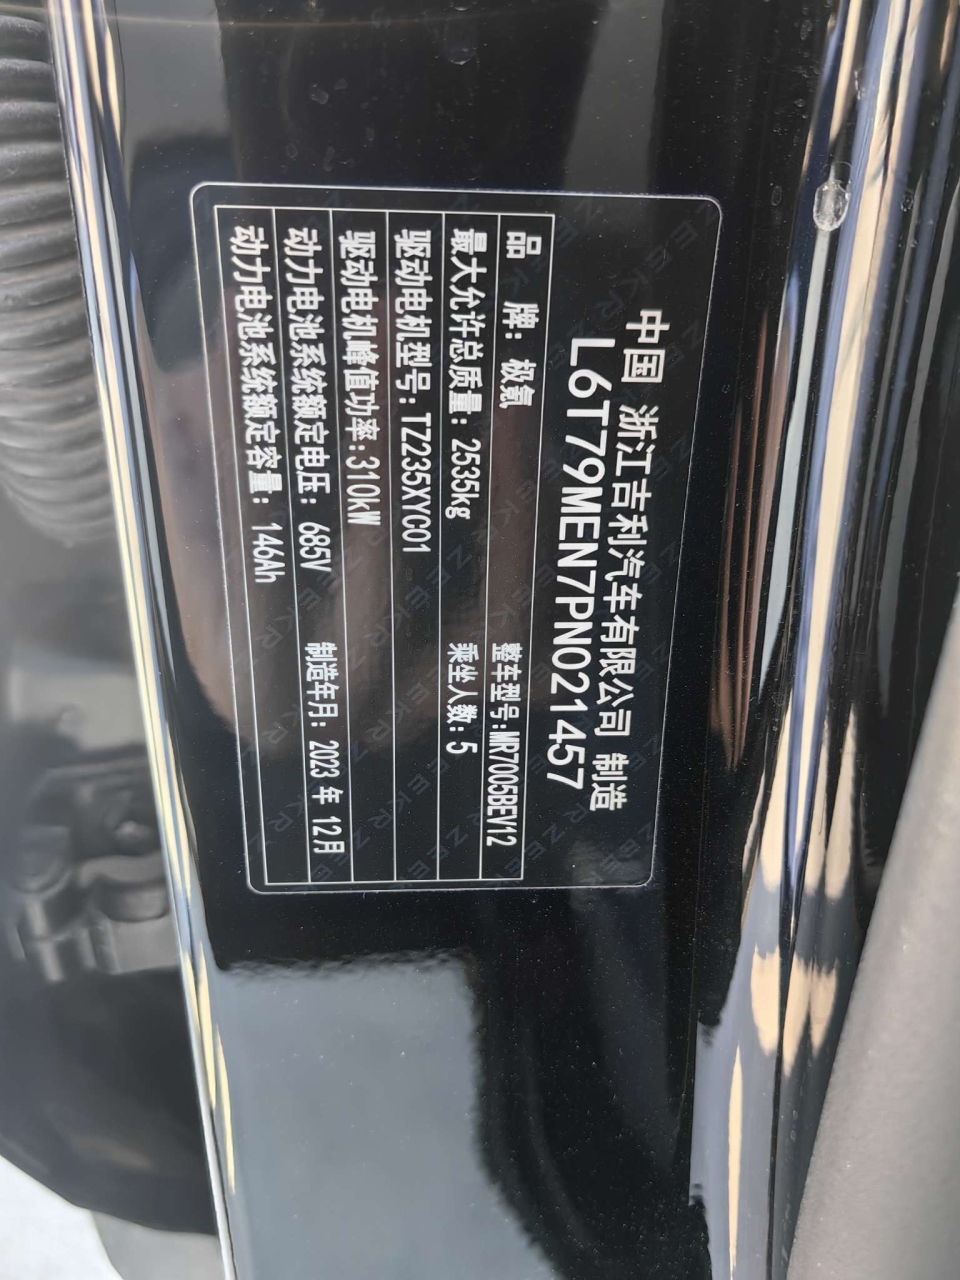 中国 浙江吉利汽车有限公司 制造
L6T79MEN7PN021457
品 牌：极氪 整车型号：MR7005BEV12
最大允许总质量：2535kg 乘坐人数：5
驱动电机型号：TZ235XYC01
驱动电机峰值功率：310kW
动力电池系统额定电压：685V 制造年月：2023年12月
动力电池系统额定容量：146Ah